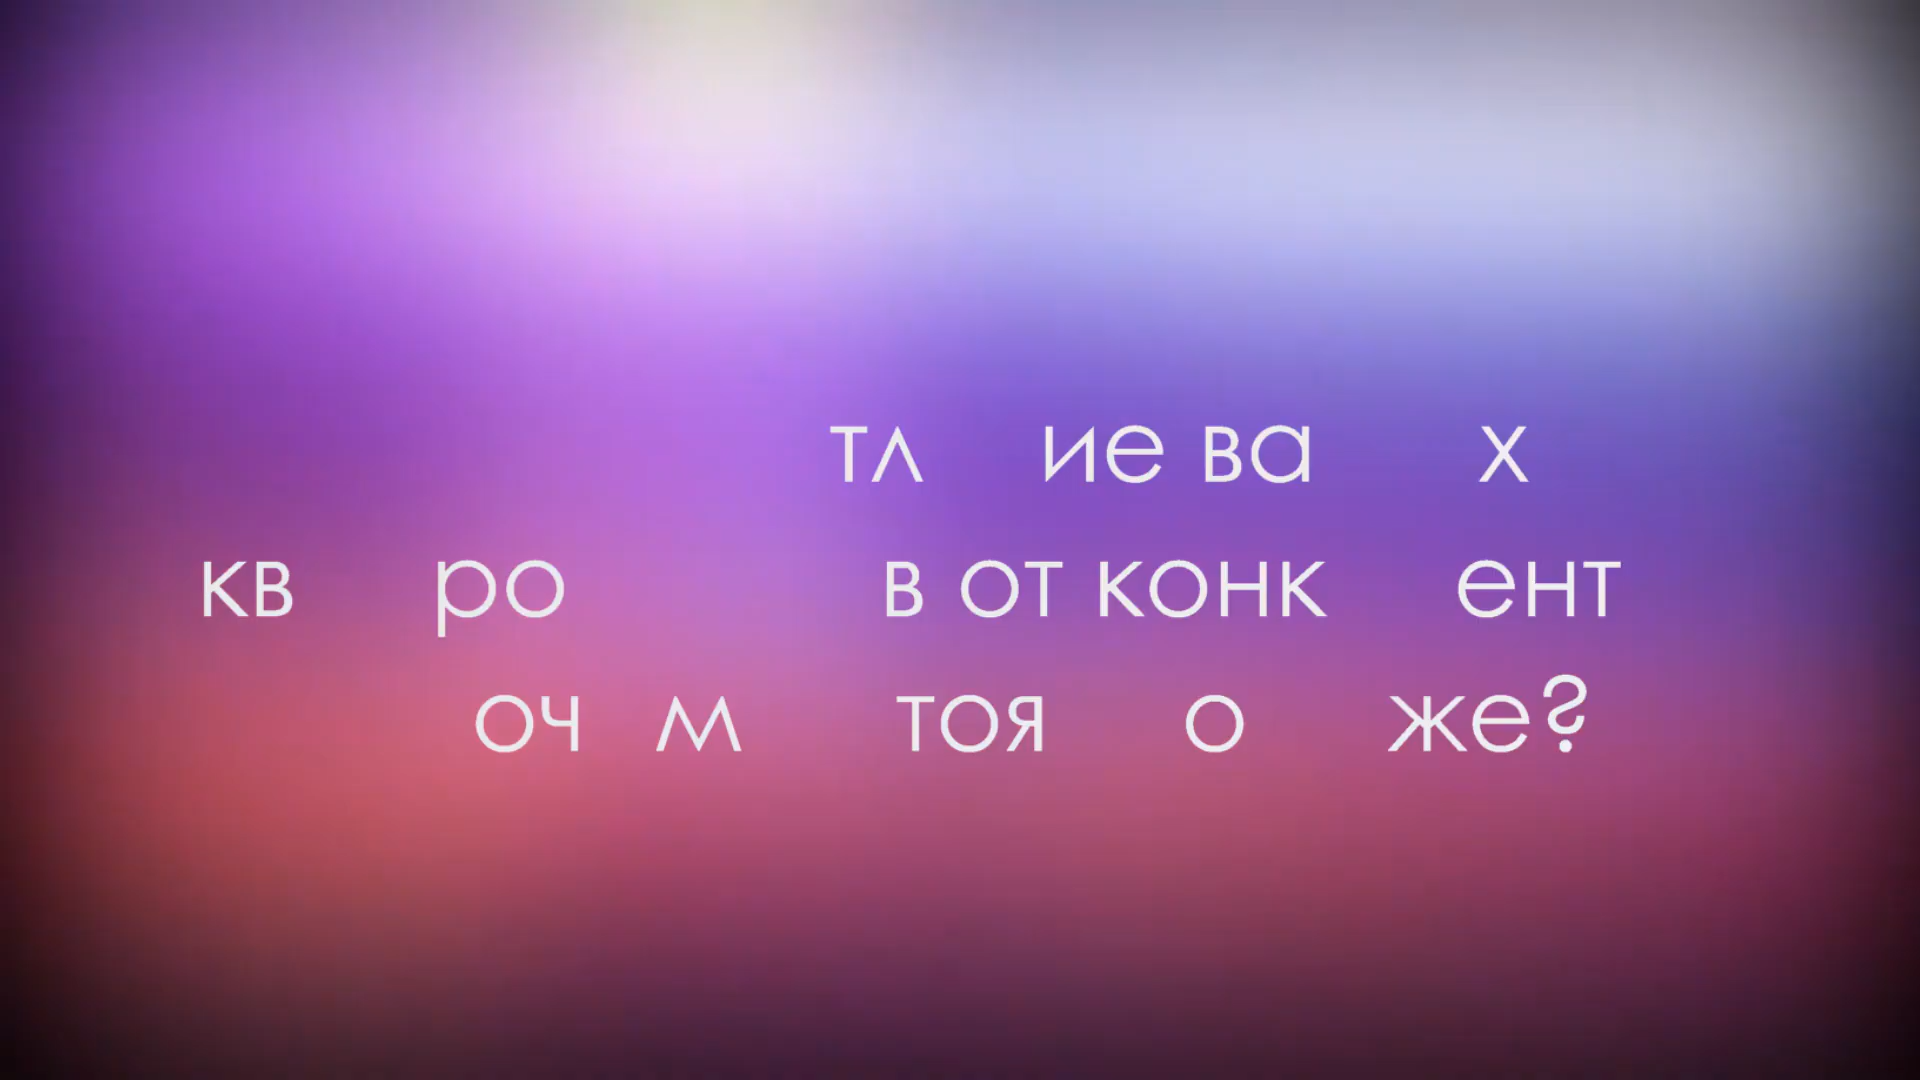 тл ие ва х
кв ро в от конк ент
оч м тоя о же?